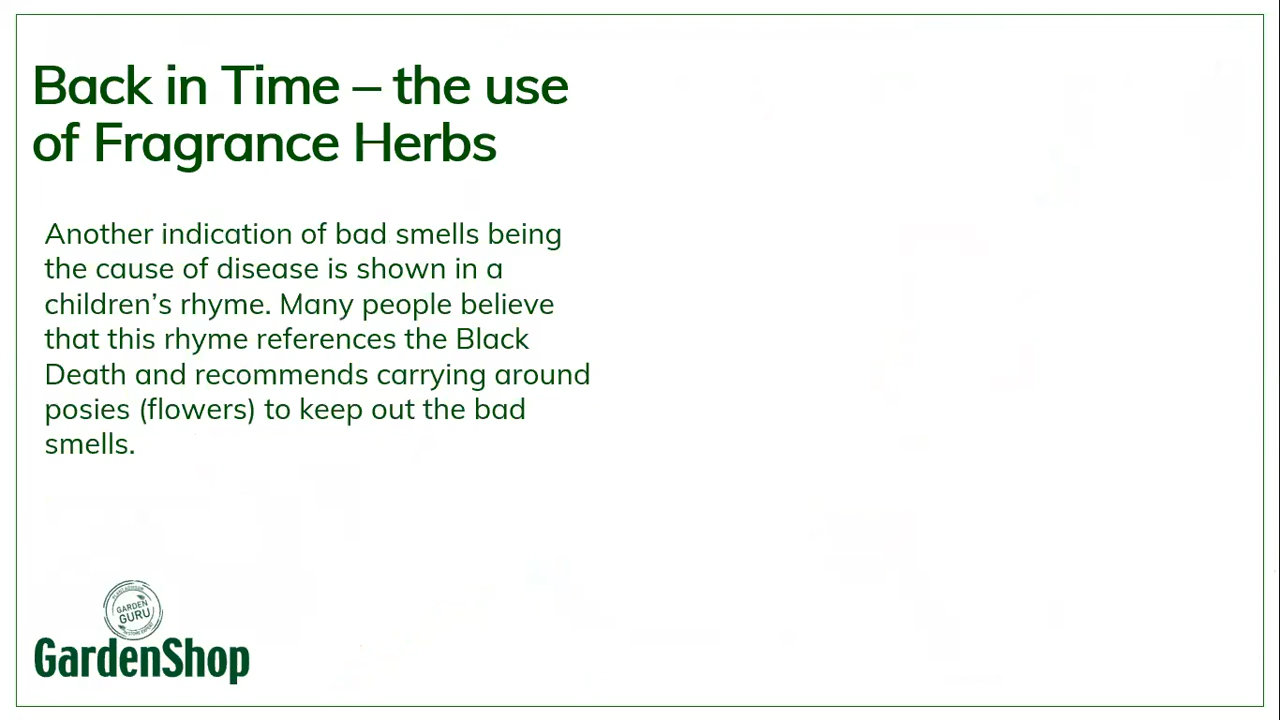 Back in Time – the use
of Fragrance Herbs
Another indication of bad smells being
the cause of disease is shown in a
children’s rhyme. Many people believe
that this rhyme references the Black
Death and recommends carrying around
posies (flowers) to keep out the bad
smells.
GARDEN
GURU
GardenShop